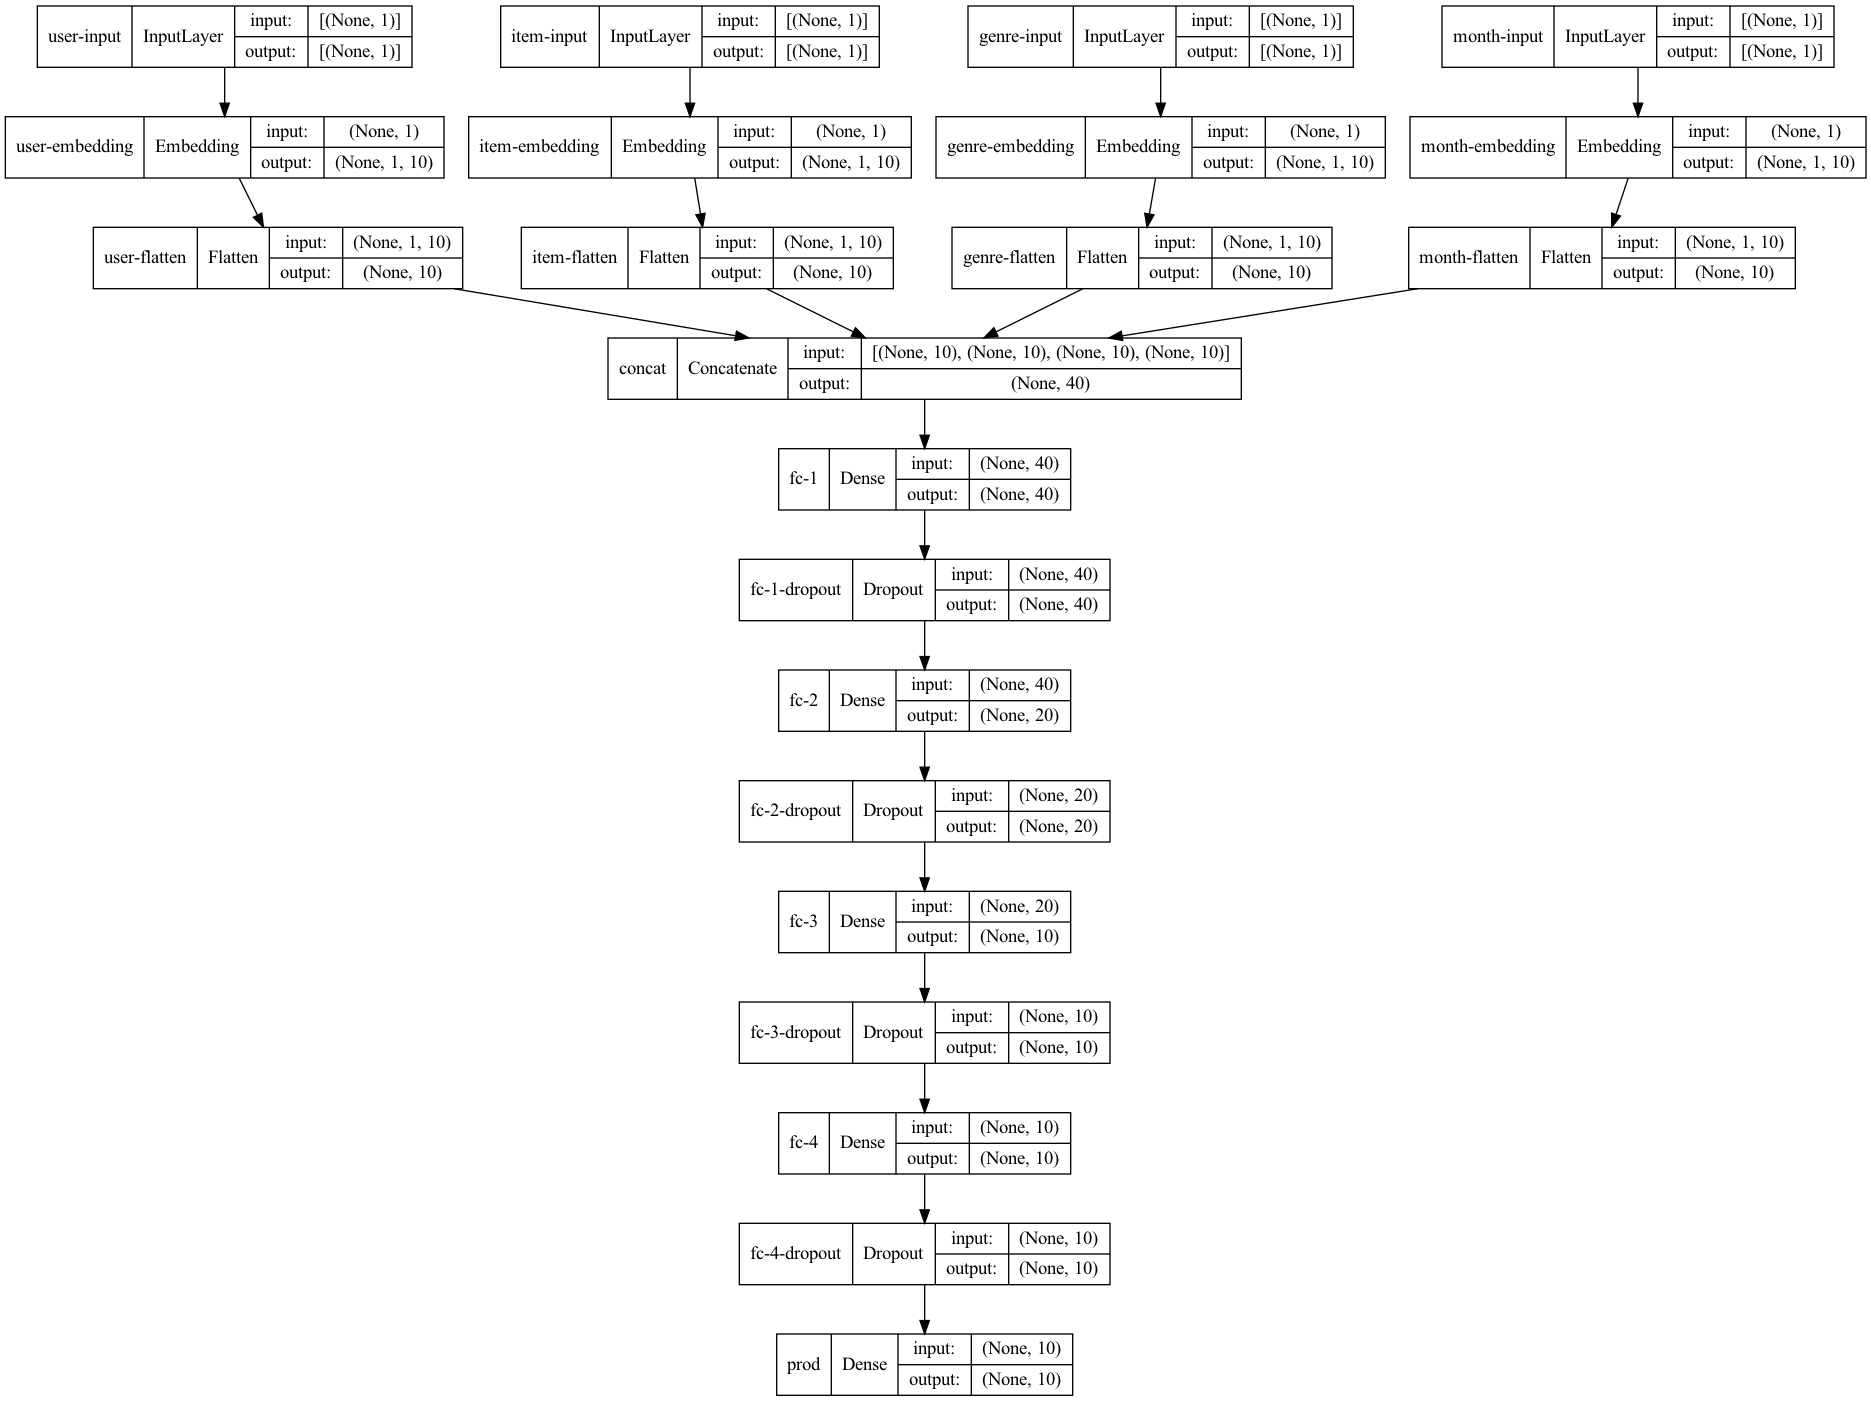 user-input InputLayer input: [(None, 1)]
output: [(None, 1)]
item-input InputLayer input: [(None, 1)]
output: [(None, 1)]
genre-input InputLayer input: [(None, 1)]
output: [(None, 1)]
month-input InputLayer input: [(None, 1)]
output: [(None, 1)]
user-embedding Embedding input: (None, 1)
output: (None, 1, 10)
item-embedding Embedding input: (None, 1)
output: (None, 1, 10)
genre-embedding Embedding input: (None, 1)
output: (None, 1, 10)
month-embedding Embedding input: (None, 1)
output: (None, 1, 10)
user-flatten Flatten input: (None, 1, 10)
output: (None, 10)
item-flatten Flatten input: (None, 1, 10)
output: (None, 10)
genre-flatten Flatten input: (None, 1, 10)
output: (None, 10)
month-flatten Flatten input: (None, 1, 10)
output: (None, 10)
concat Concatenate input: [(None, 10), (None, 10), (None, 10), (None, 10)]
output: (None, 40)
fc-1 Dense input: (None, 40)
output: (None, 40)
fc-1-dropout Dropout input: (None, 40)
output: (None, 40)
fc-2 Dense input: (None, 40)
output: (None, 20)
fc-2-dropout Dropout input: (None, 20)
output: (None, 20)
fc-3 Dense input: (None, 20)
output: (None, 10)
fc-3-dropout Dropout input: (None, 10)
output: (None, 10)
fc-4 Dense input: (None, 10)
output: (None, 10)
fc-4-dropout Dropout input: (None, 10)
output: (None, 10)
prod Dense input: (None, 10)
output: (None, 10)